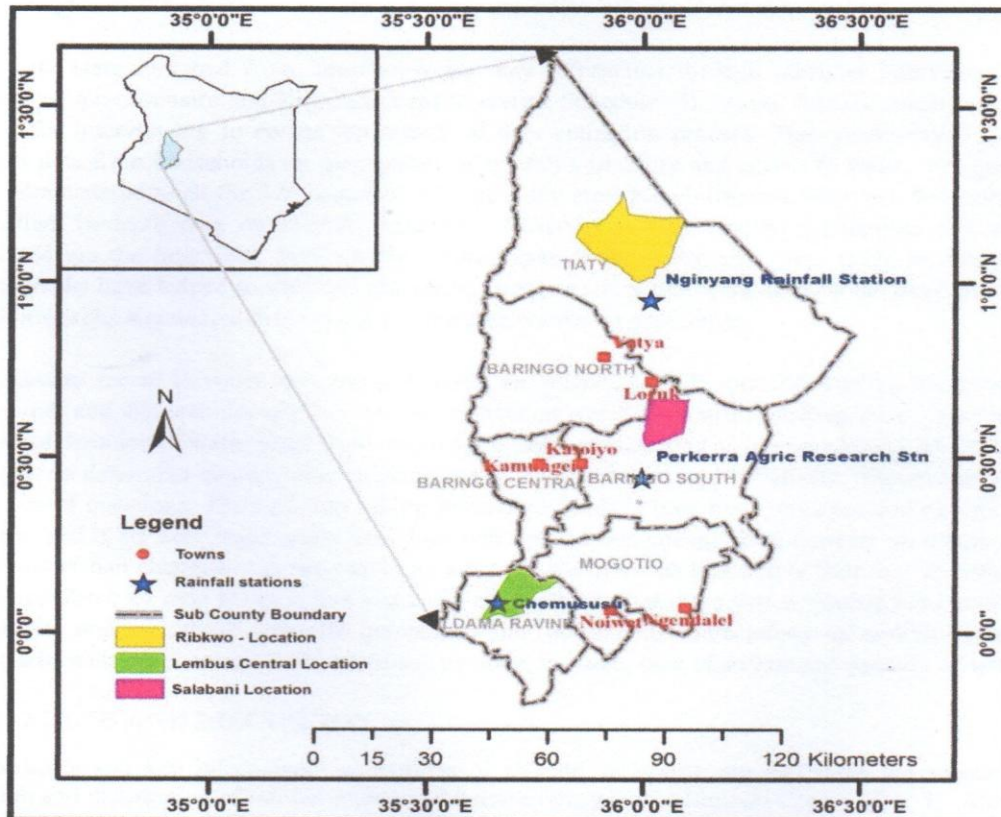 35°0'0"E 35°30'0"E 36°0'0"E 36°30'0"E
1°30'0"N 1°30'0"N
TIATY
Nginyang Rainfall Station
1°0'0"N 1°0'0"N
Yatya
BARINGO NORTH
Loruk
N
Kapoiyo
Perkerra Agric Research Stn
0°30'0"N 0°30'0"N
BARINGO CENTRAL BARINGO SOUTH
Legend
Towns
MOGOTIO
Rainfall stations
Chemususu
Sub County Boundary
LDAMA RAVINE Noiwet Ngendalel
0°0'0" 0°0'0"
Ribkwo - Location
Lembus Central Location
Salabani Location
0 15 30 60 90 120 Kilometers
35°0'0"E 35°30'0"E 36°0'0"E 36°30'0"E